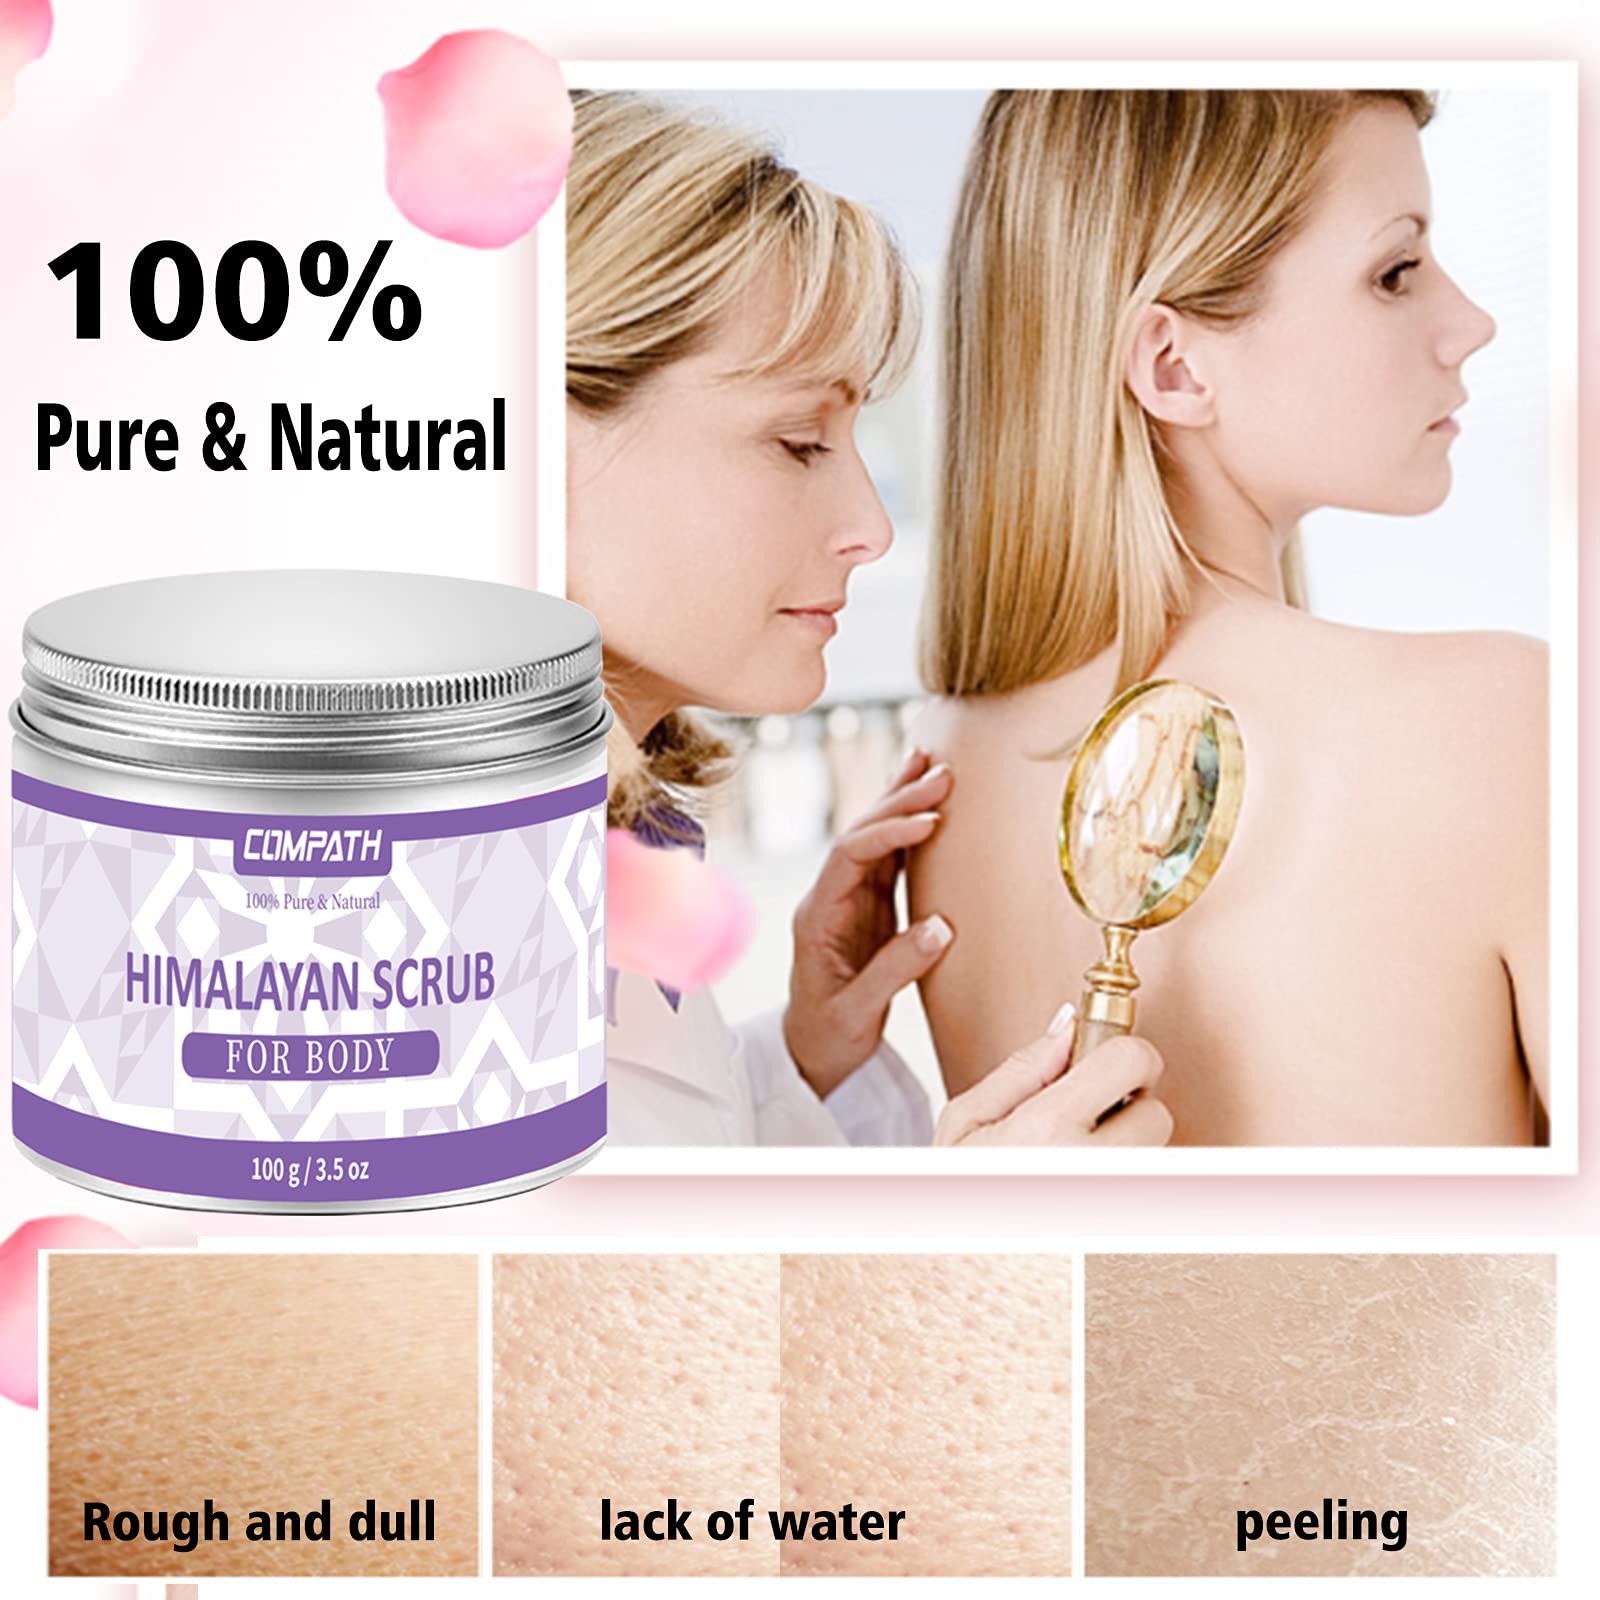 100%
Pure & Natural
COMPATH
100% Pure & Natural
HIMALAYAN SCRUB
FOR BODY
100 g / 3.5 oz
Rough and dull
lack of water
peeling